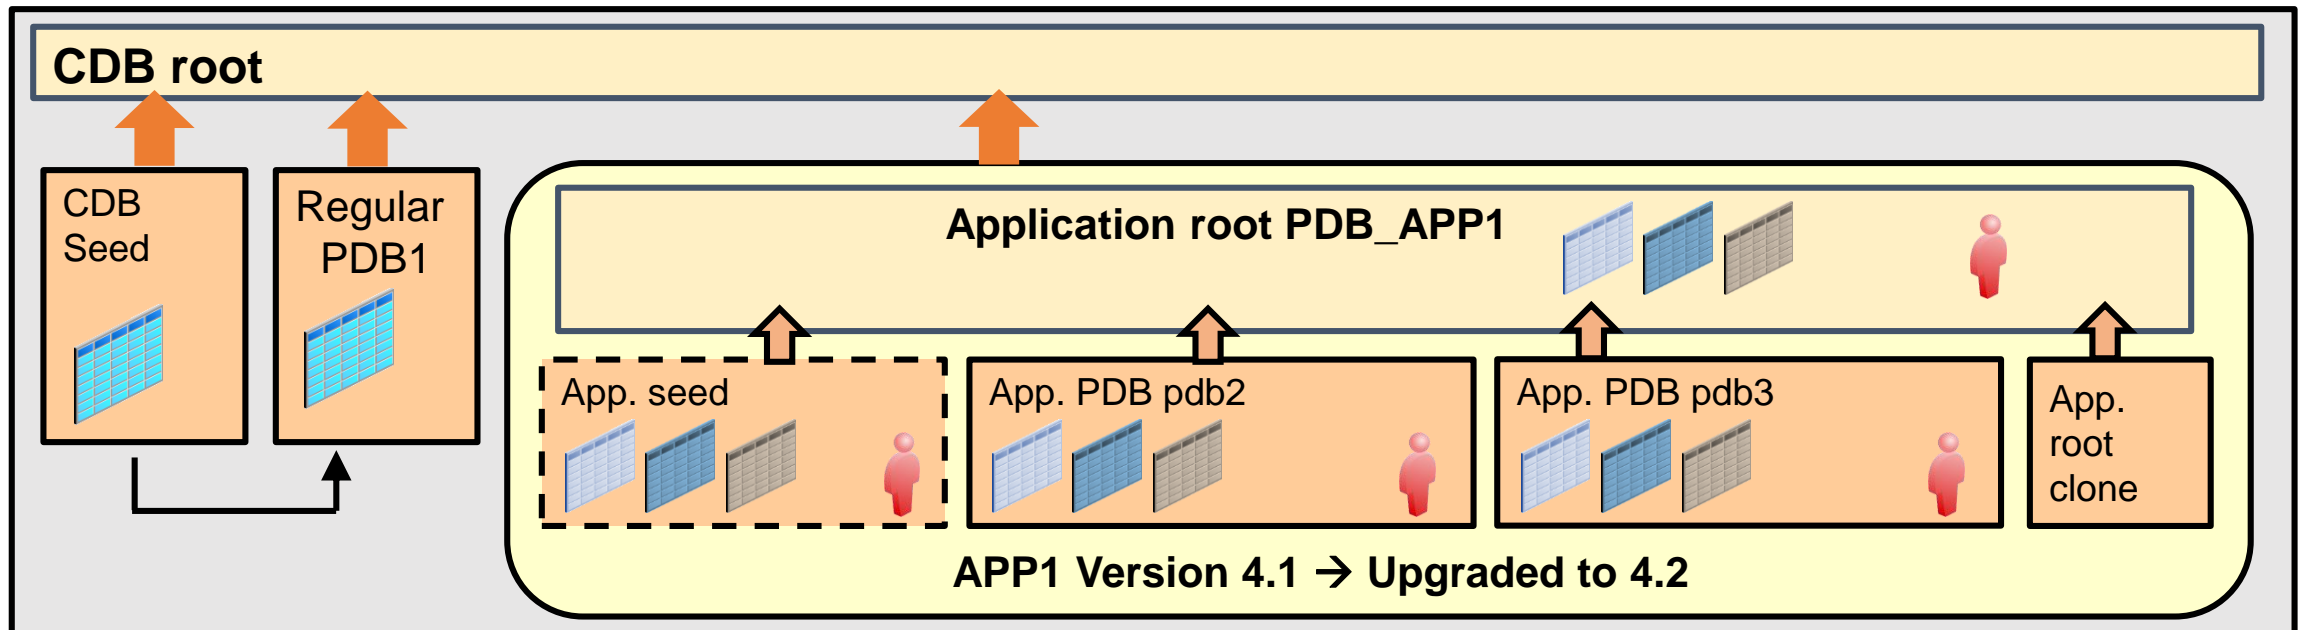 CDB root
CDB
Seed
Regular
PDB1
Application root PDB_APP1
App. seed
App. PDB pdb2
App. PDB pdb3
App.
root
clone
APP1 Version 4.1 → Upgraded to 4.2